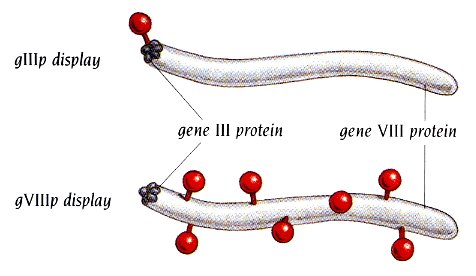 gIIIp display
gene III protein
gene VIII protein
gVIIIp display